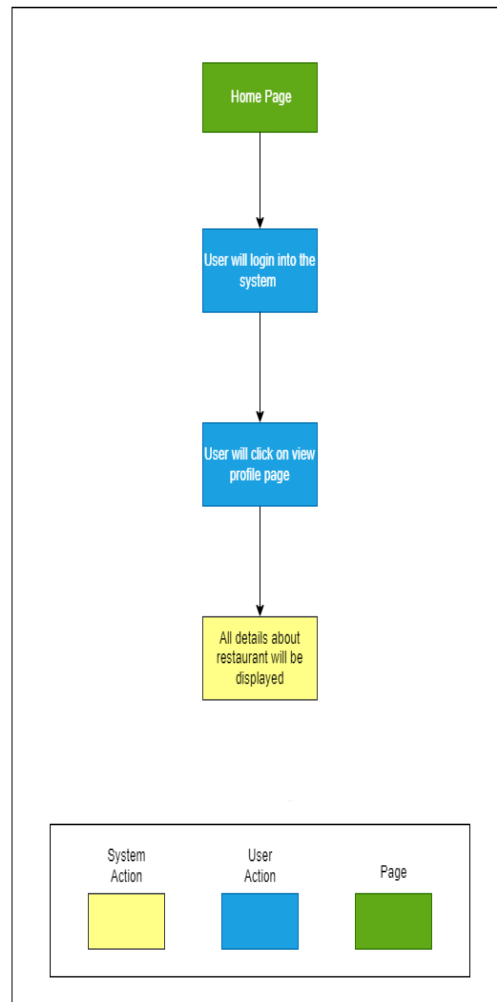 Home Page
User will login into the
system
User will click on view
profile page
All details about
restaurant will be
displayed
System
Action
User
Action
Page